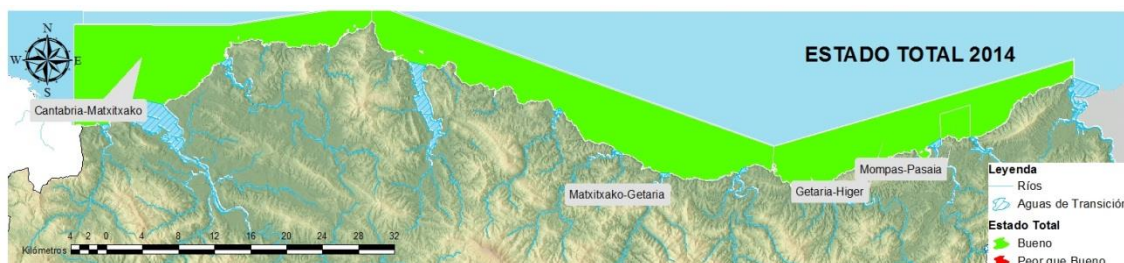 N
W E
S
ESTADO TOTAL 2014
Cantabria-Matxitxako
Matxitxako-Getaria
Getaria-Higer
Mompas-Pasaia
Leyenda
Ríos
Aguas de Transición
Estado Total
Bueno
Peor que Bueno
4 2 0 4 8 12 16 20 24 28 32
Kilómetros